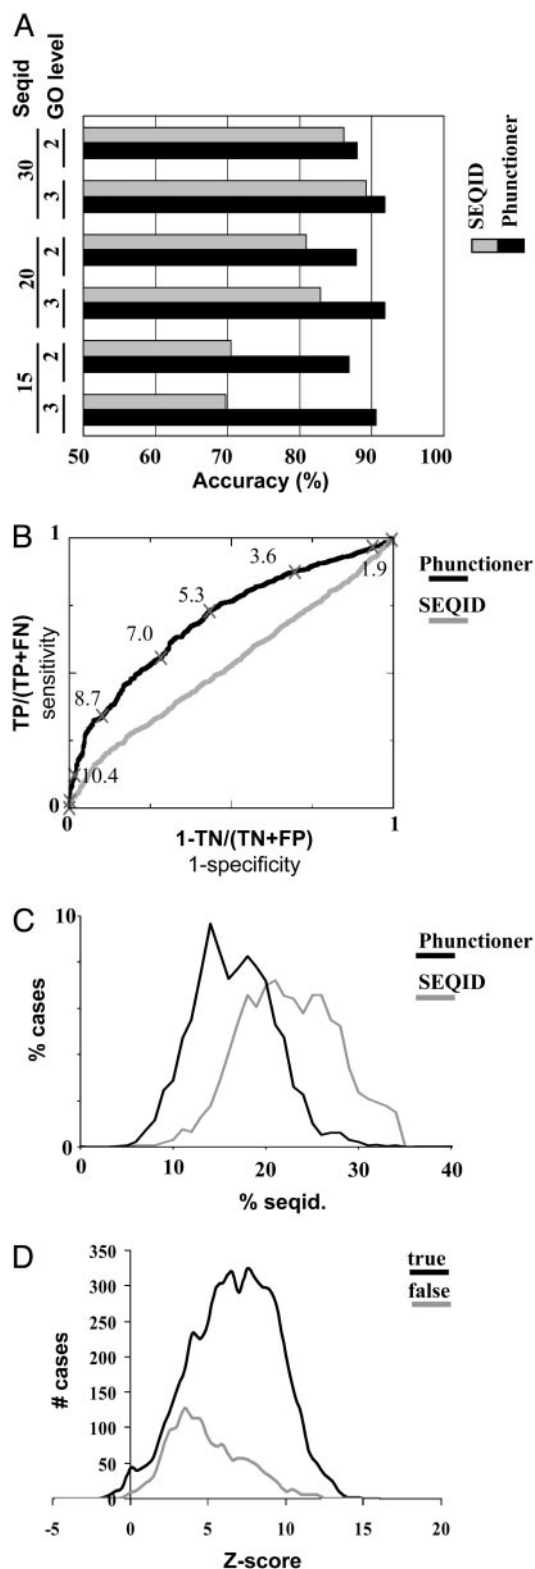 A
Seqid
GO level
30
2
3
20
2
3
15
2
3
SEQID
Phunctioner
50 60 70 80 90 100
Accuracy (%)
B
1
TP/(TP+FN)
sensitivity
0
10.4
8.7
7.0
5.3
3.6
1.9
Phunctioner
SEQID
0 1
1-TN/(TN+FP)
1-specificity
C
10
% cases
0
Phunctioner
SEQID
0 10 20 30 40
% seqid.
D
350
300
250
200
150
100
50
0
# cases
true
false
-5 0 5 10 15 20
Z-score